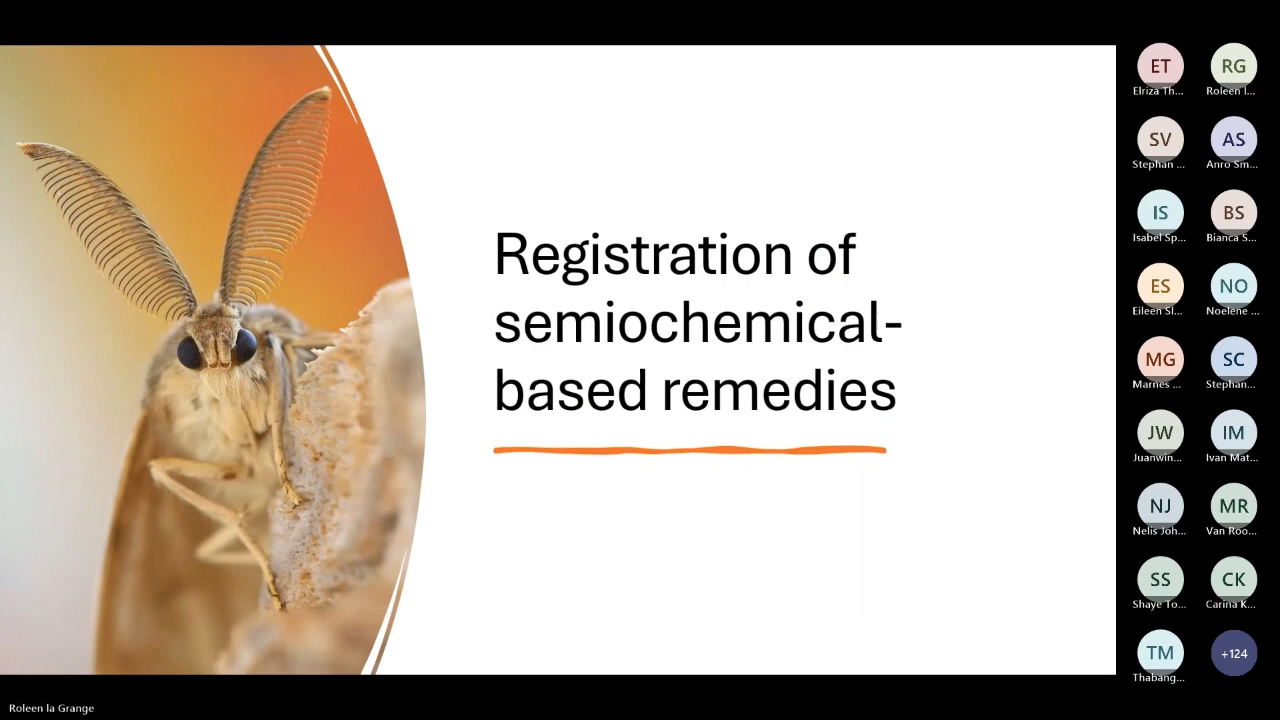 Registration of
semiochemical-
based remedies
ET
RG
Elriza Th...
Roleen l...
SV
AS
Stephan ...
Anro Sm...
IS
BS
Isabel Sp...
Bianca S...
ES
NO
Eileen Sl...
Noelene ...
MG
SC
Marnes ...
Stephan...
JW
IM
Juanwin...
Ivan Mat...
NJ
MR
Nelis Joh...
Van Roo...
SS
CK
Shaye To...
Carina K...
TM
+124
Thabang...
Roleen la Grange